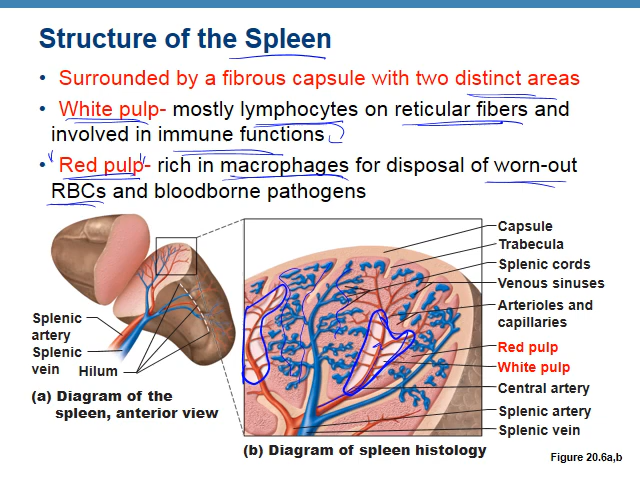 Structure of the Spleen
• Surrounded by a fibrous capsule with two distinct areas
• White pulp- mostly lymphocytes on reticular fibers and
involved in immune functions
• Red pulp- rich in macrophages for disposal of worn-out
RBCs and bloodborne pathogens
Splenic
artery
Splenic
vein
Hilum
(a) Diagram of the
spleen, anterior view
Capsule
Trabecula
Splenic cords
Venous sinuses
Arterioles and
capillaries
Red pulp
White pulp
Central artery
Splenic artery
Splenic vein
(b) Diagram of spleen histology
Figure 20.6a,b